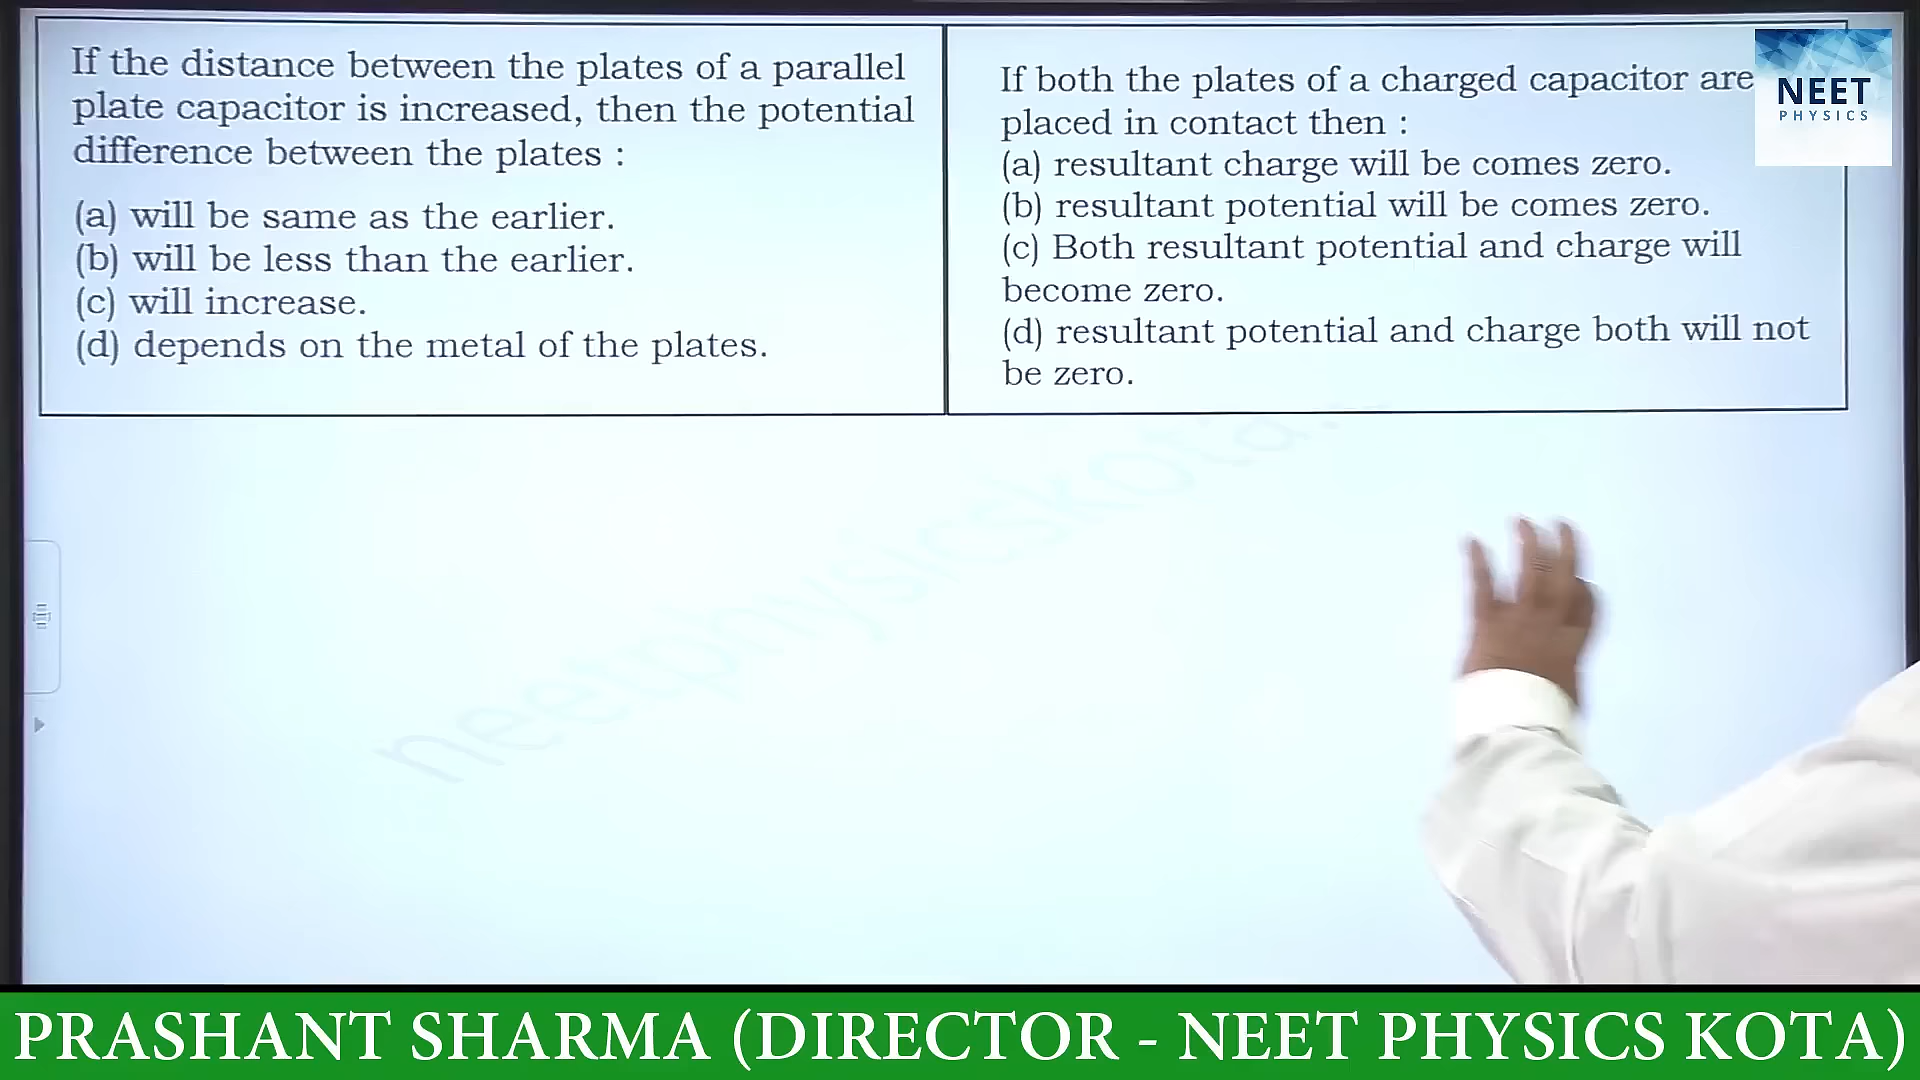 If the distance between the plates of a parallel
plate capacitor is increased, then the potential
difference between the plates :
(a) will be same as the earlier.
(b) will be less than the earlier.
(c) will increase.
(d) depends on the metal of the plates.
If both the plates of a charged capacitor are
placed in contact then :
(a) resultant charge will be comes zero.
(b) resultant potential will be comes zero.
(c) Both resultant potential and charge will
become zero.
(d) resultant potential and charge both will not
be zero.
NEET
PHYSICS
neetphysicskota.
PRASHANT SHARMA (DIRECTOR - NEET PHYSICS KOTA)